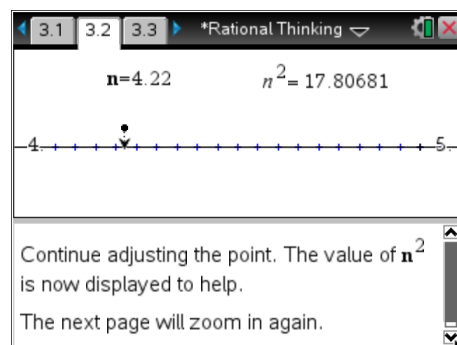 3.1 3.2 3.3 *Rational Thinking
n=4.22 n²= 17.80681
4. 5.
Continue adjusting the point. The value of n²
is now displayed to help.
The next page will zoom in again.